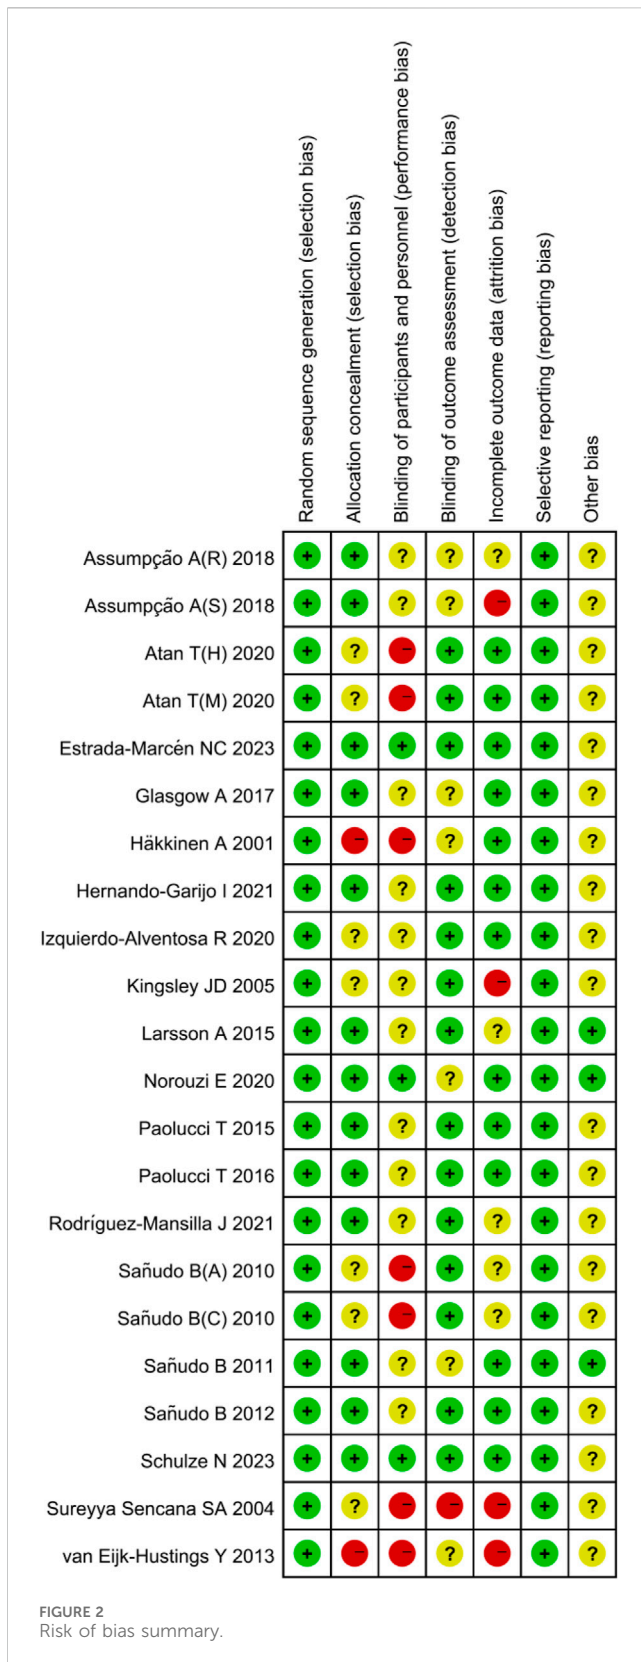 Random sequence generation (selection bias)
Allocation concealment (selection bias)
Blinding of participants and personnel (performance bias)
Blinding of outcome assessment (detection bias)
Incomplete outcome data (attrition bias)
Selective reporting (reporting bias)
Other bias
Assumpção A(R) 2018 + + ? ? ? + ?
Assumpção A(S) 2018 + + ? ? − + ?
Atan T(H) 2020 + ? − + + + ?
Atan T(M) 2020 + ? − + + + ?
Estrada-Marcén NC 2023 + + + + + + ?
Glasgow A 2017 + + ? ? + + ?
Häkkinen A 2001 + − − ? + + ?
Hernando-Garijo I 2021 + + ? + + + ?
Izquierdo-Alventosa R 2020 + ? ? + + + ?
Kingsley JD 2005 + ? ? + − + ?
Larsson A 2015 + + ? + ? + +
Norouzi E 2020 + + + ? + + +
Paolucci T 2015 + + ? + + + ?
Paolucci T 2016 + + ? + + + ?
Rodríguez-Mansilla J 2021 + + ? + ? + ?
Sañudo B(A) 2010 + ? − + ? + ?
Sañudo B(C) 2010 + ? − + ? + ?
Sañudo B 2011 + + ? ? + + +
Sañudo B 2012 + + ? + + + ?
Schulze N 2023 + + + + + + ?
Sureyya Sencana SA 2004 + ? − − − + ?
van Eijk-Hustings Y 2013 + − − ? − + ?
FIGURE 2
Risk of bias summary.